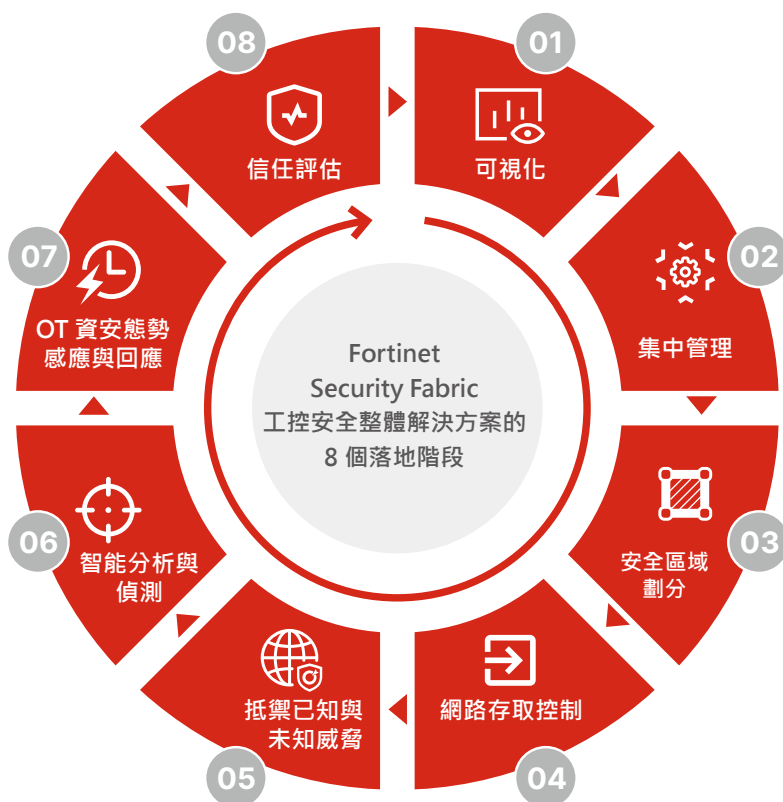 Fortinet
Security Fabric
工控安全整體解決方案的
8 個落地階段
01
可視化
02
集中管理
03
安全區域
劃分
04
網路存取控制
05
抵禦已知與
未知威脅
06
智能分析與
偵測
07
OT 資安態勢
感應與回應
08
信任評估